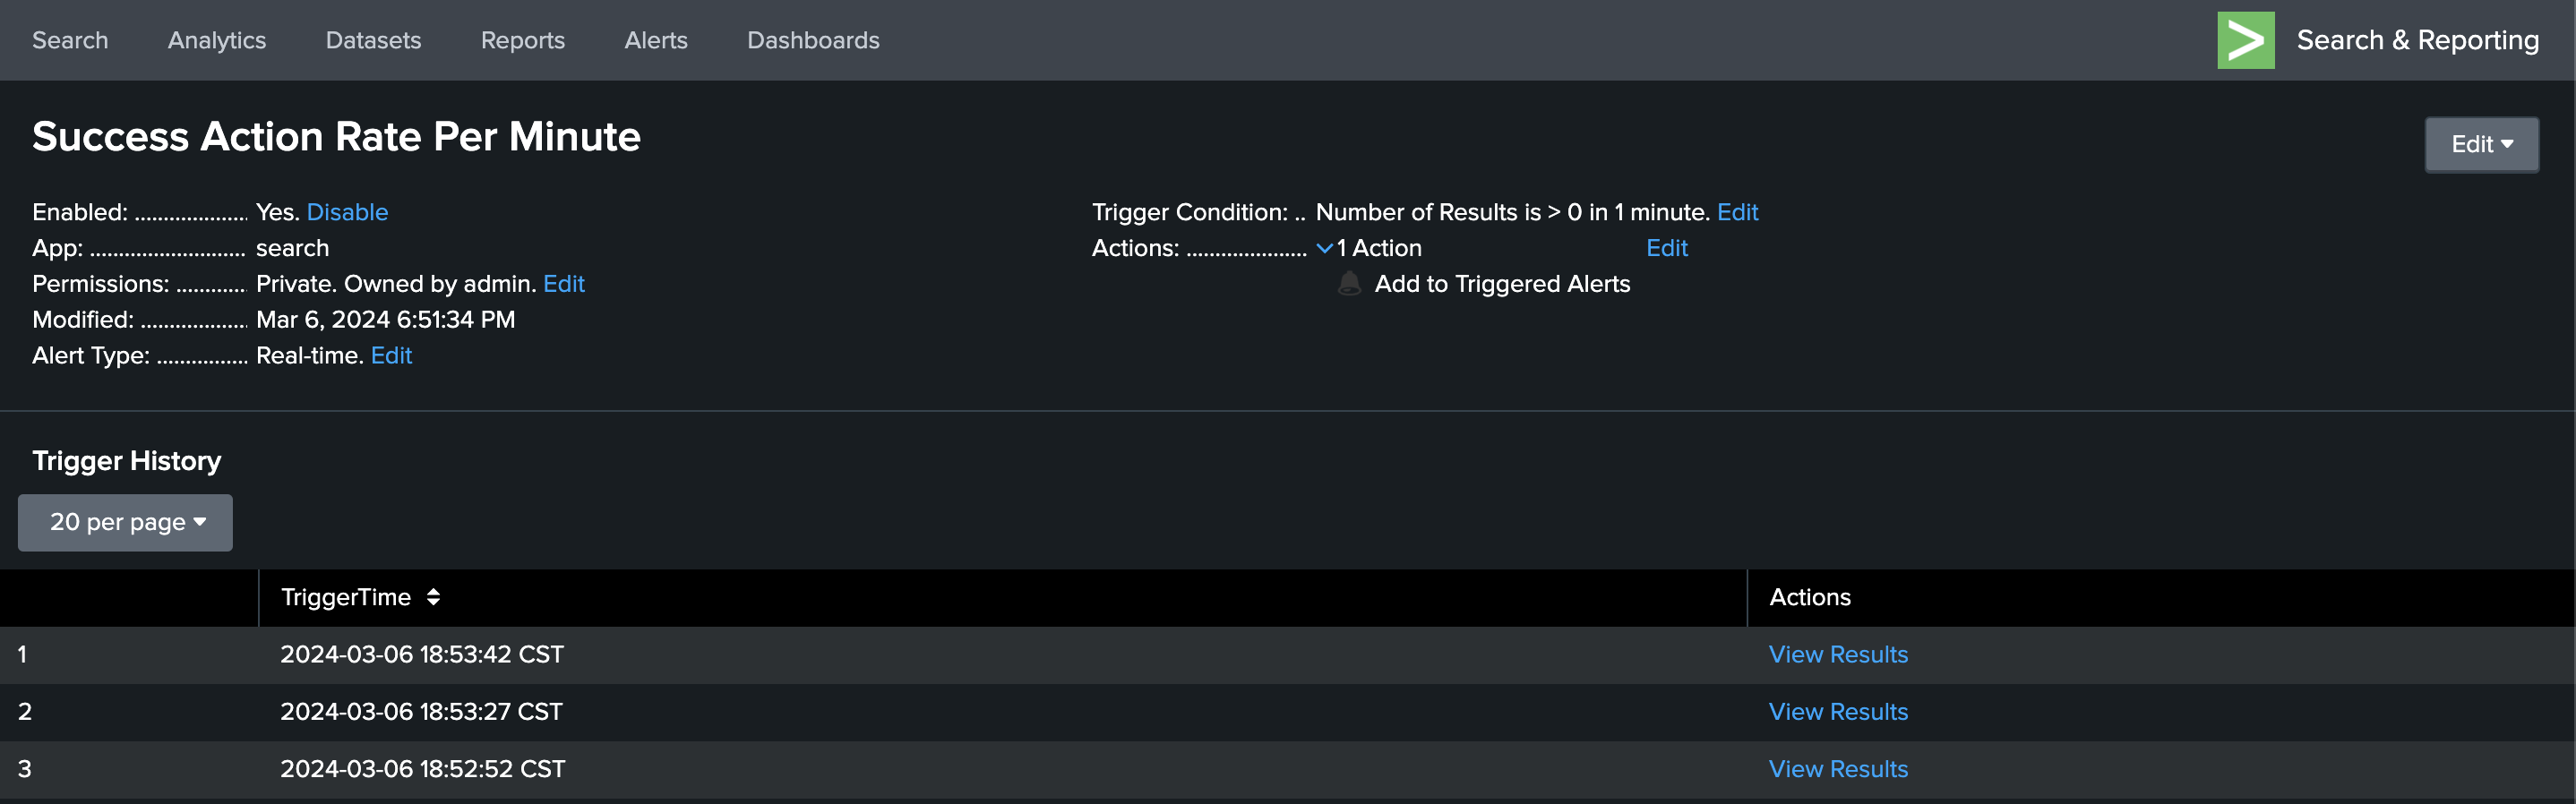 Search Analytics Datasets Reports Alerts Dashboards Search & Reporting
Success Action Rate Per Minute
Edit
Enabled: .................... Yes. Disable
App: ........................... search
Permissions: ............. Private. Owned by admin. Edit
Modified: ................... Mar 6, 2024 6:51:34 PM
Alert Type: ................ Real-time. Edit
Trigger Condition: .. Number of Results is > 0 in 1 minute. Edit
Actions: ..................... 1 Action Edit
Add to Triggered Alerts
Trigger History
20 per page
TriggerTime Actions
1 2024-03-06 18:53:42 CST View Results
2 2024-03-06 18:53:27 CST View Results
3 2024-03-06 18:52:52 CST View Results